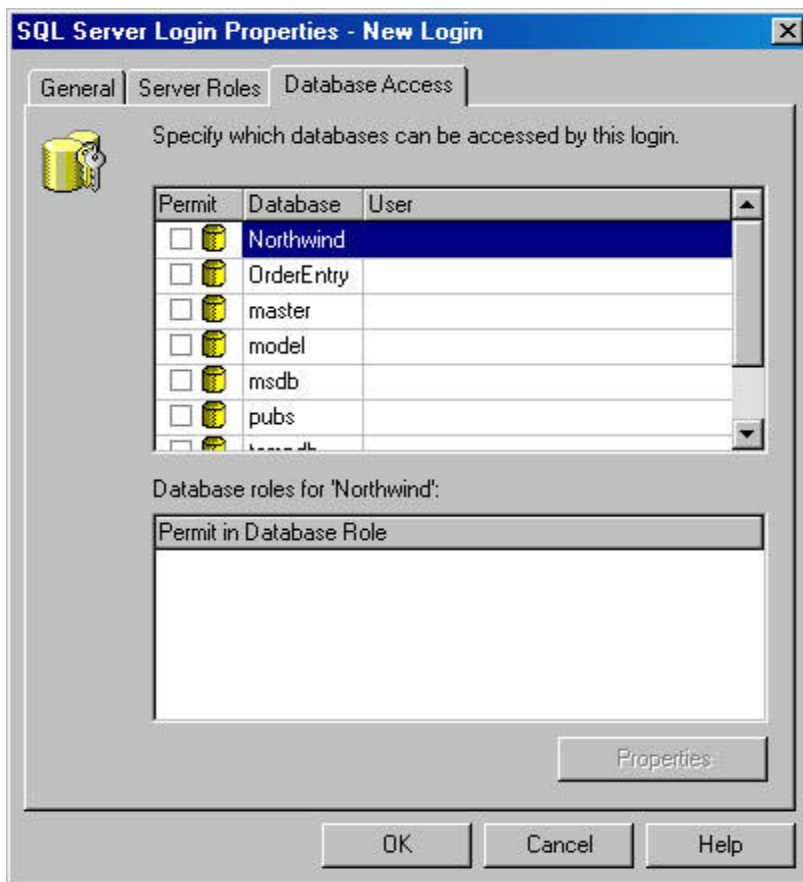 SQL Server Login Properties - New Login
General
Server Roles
Database Access
Specify which databases can be accessed by this login.
Permit Database User
Northwind
OrderEntry
master
model
msdb
pubs
Database roles for 'Northwind':
Permit in Database Role
Properties
OK Cancel Help